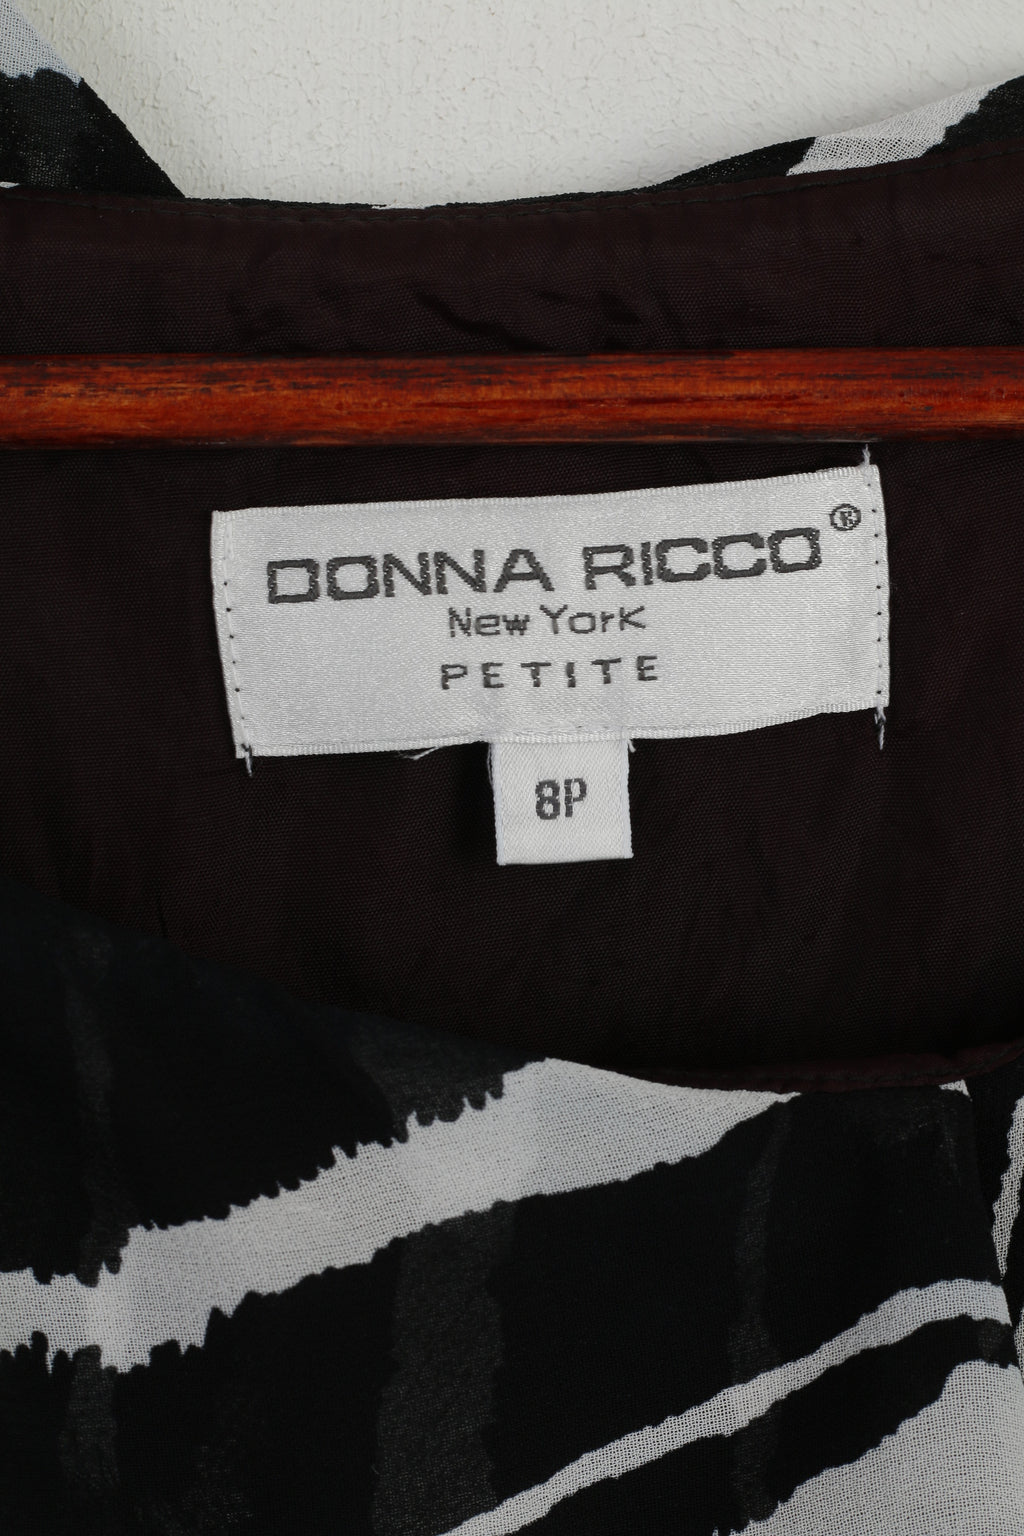 DONNA RICCO®
New York
PETITE
8P